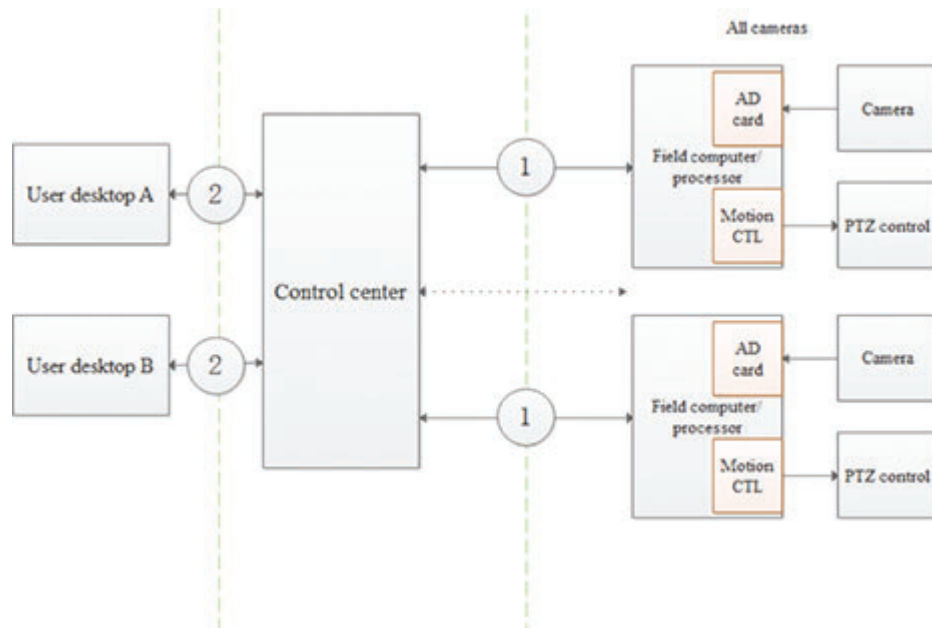 All cameras
AD
card
Camera
Field computer/
processor
1
User desktop A
2
Motion
CTL
PTZ control
Control center
User desktop B
2
AD
card
Camera
Field computer/
processor
1
Motion
CTL
PTZ control